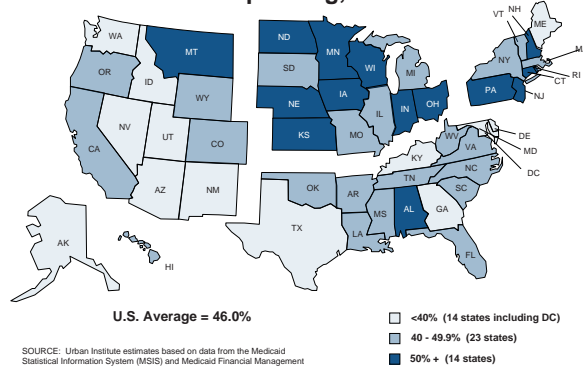 WA
MT
ND
MN
VT
NH
ME
OR
ID
WY
SD
WI
MI
NY
M
RI
CT
NV
UT
CO
NE
IA
IL
IN
OH
PA
NJ
CA
KS
MO
WV
VA
DE
MD
DC
KY
NC
TN
AZ
NM
OK
AR
SC
MS
AL
GA
TX
LA
FL
AK
HI
U.S. Average = 46.0%
<40% (14 states including DC)
40 - 49.9% (23 states)
50% + (14 states)
SOURCE: Urban Institute estimates based on data from the Medicaid
Statistical Information System (MSIS) and Medicaid Financial Management